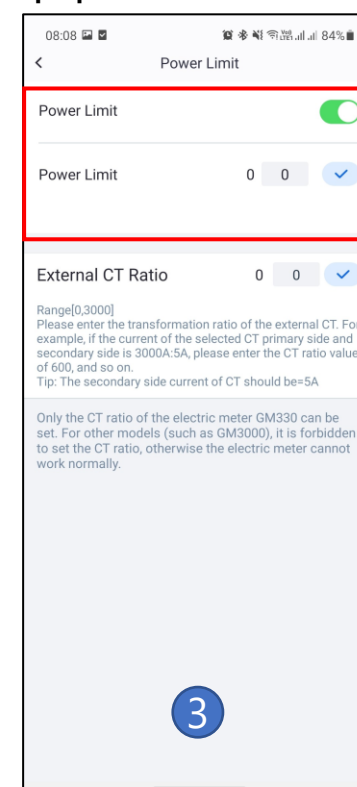 08:08 84%
Power Limit
Power Limit
Power Limit 0 0
External CT Ratio 0 0
Range[0,3000]
Please enter the transformation ratio of the external CT. For
example, if the current of the selected CT primary side and
secondary side is 3000A:5A, please enter the CT ratio value
of 600, and so on.
Tip: The secondary side current of CT should be=5A
Only the CT ratio of the electric meter GM330 can be
set. For other models (such as GM3000), it is forbidden
to set the CT ratio, otherwise the electric meter cannot
work normally.
3